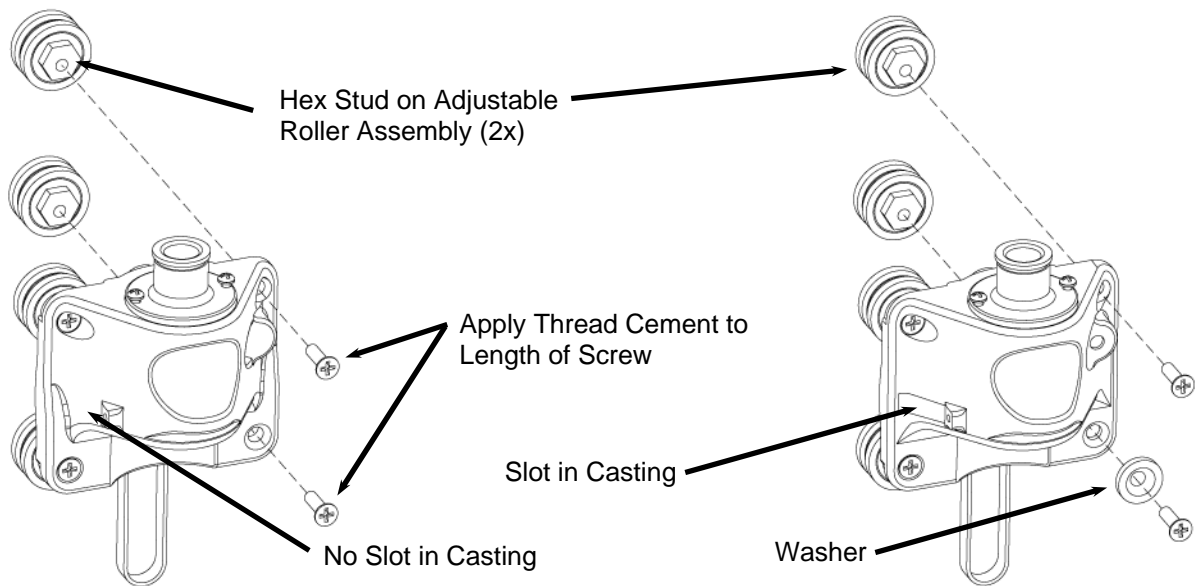 Hex Stud on Adjustable
Roller Assembly (2x)
Apply Thread Cement to
Length of Screw
Slot in Casting
No Slot in Casting
Washer